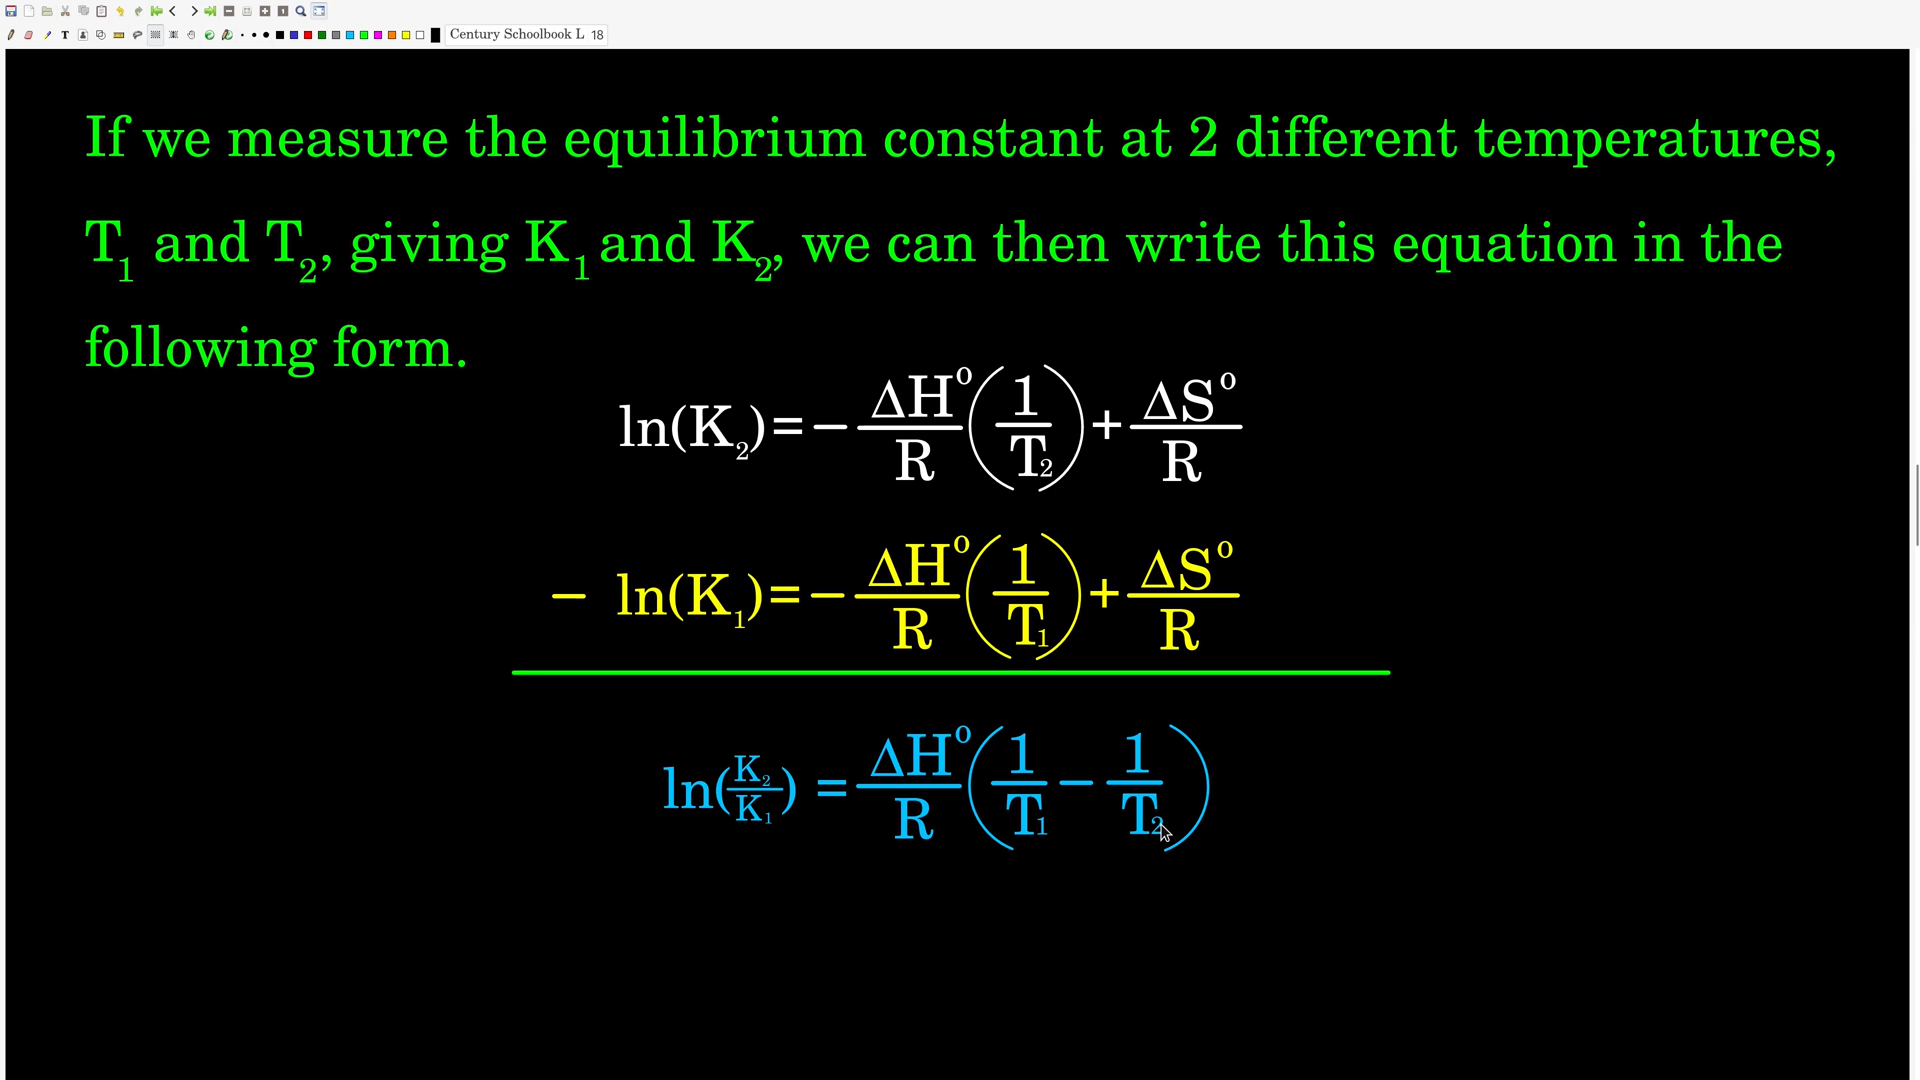 Century Schoolbook L 18
If we measure the equilibrium constant at 2 different temperatures,
T₁ and T₂, giving K₁ and K₂, we can then write this equation in the
following form.
ln(K₂)=−ΔH°/R(1/T₂)+ΔS°/R
− ln(K₁)=−ΔH°/R(1/T₁)+ΔS°/R
ln(K₂/K₁) =ΔH°/R(1/T₁−1/T₂)